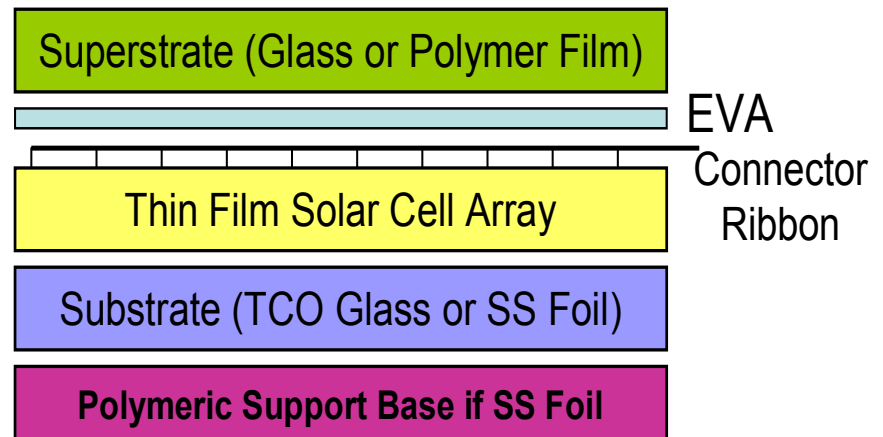 Superstrate (Glass or Polymer Film)
EVA
Connector
Ribbon
Thin Film Solar Cell Array
Substrate (TCO Glass or SS Foil)
Polymeric Support Base if SS Foil